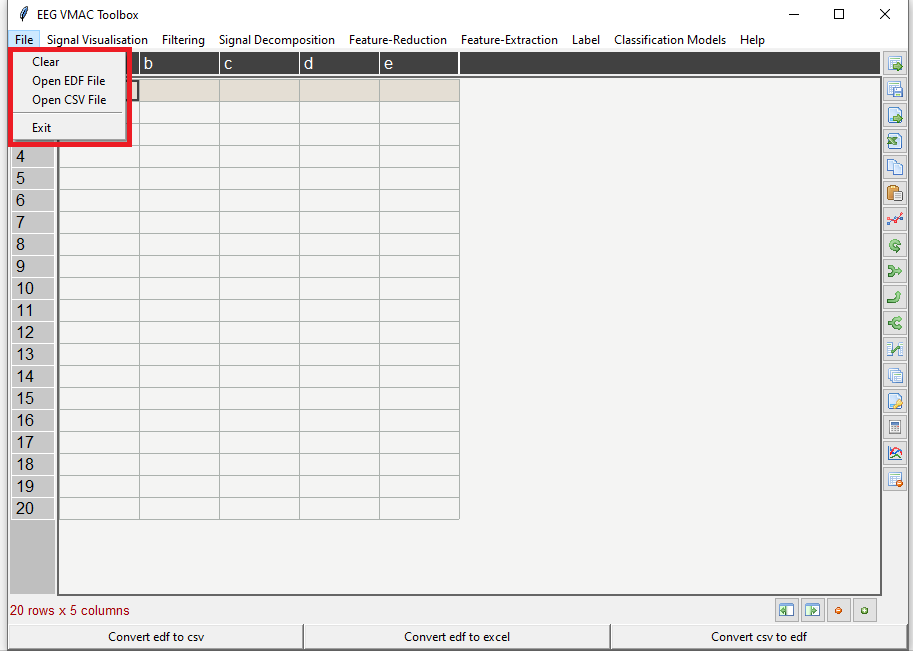 EEG VMAC Toolbox
File Signal Visualisation Filtering Signal Decomposition Feature-Reduction Feature-Extraction Label Classification Models Help
b c d e
Clear
Open EDF File
Open CSV File
Exit
4
5
6
7
8
9
10
11
12
13
14
15
16
17
18
19
20
20 rows x 5 columns
Convert edf to csv Convert edf to excel Convert csv to edf